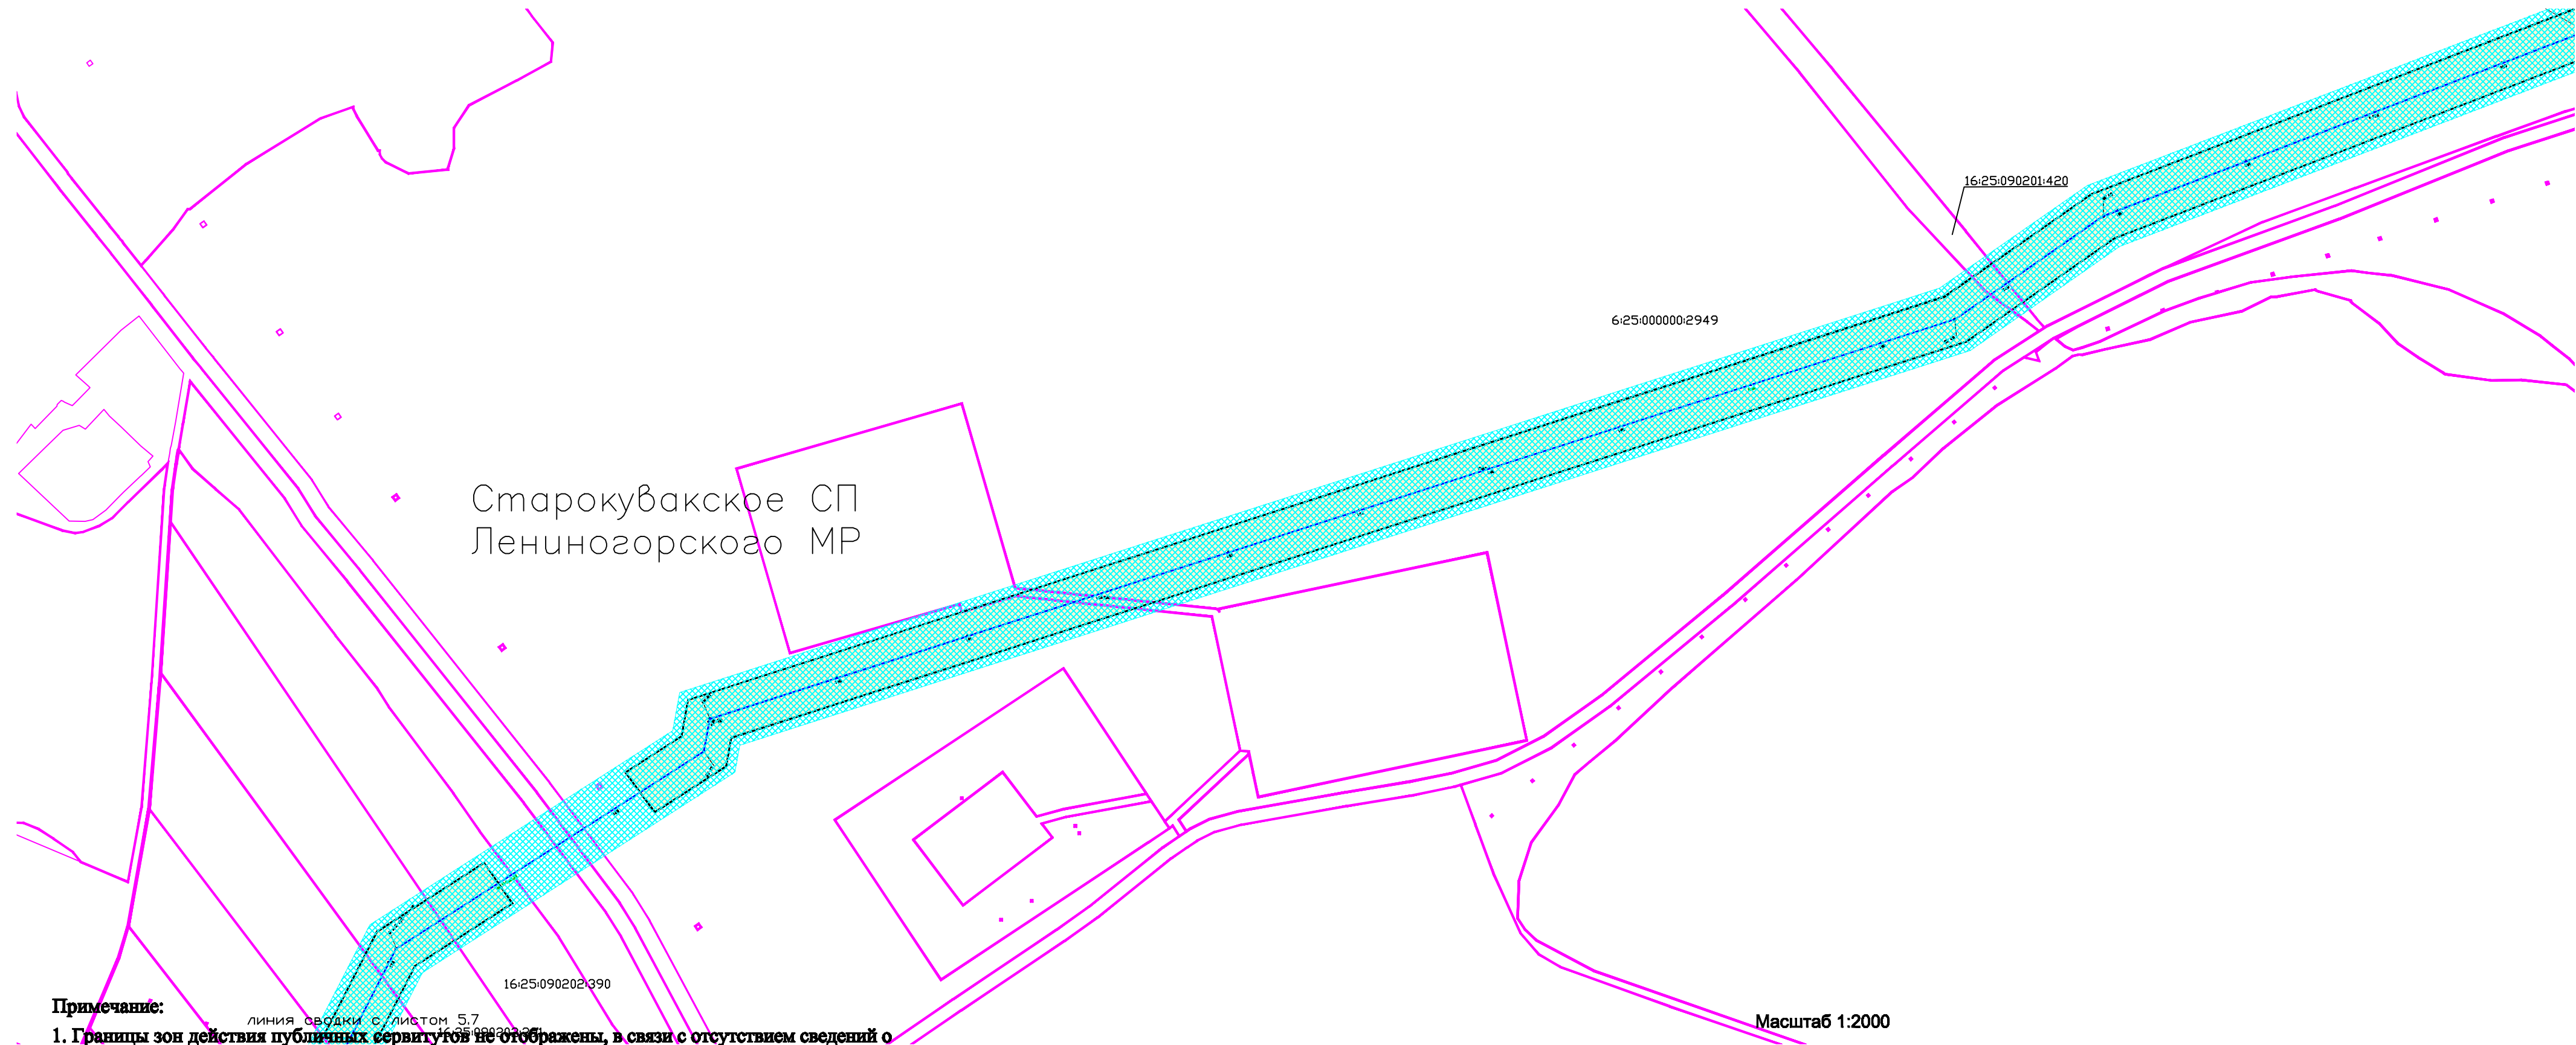 16:25:090201:420
6:25:000000:2949
Старокувакское СП
Лениногорского МР
16:25:090202:390
Примечание:
линия сводки с листом 5.7
1. Границы зон действия публичных сервитутов не отображены, в связи с отсутствием сведений о
Масштаб 1:2000